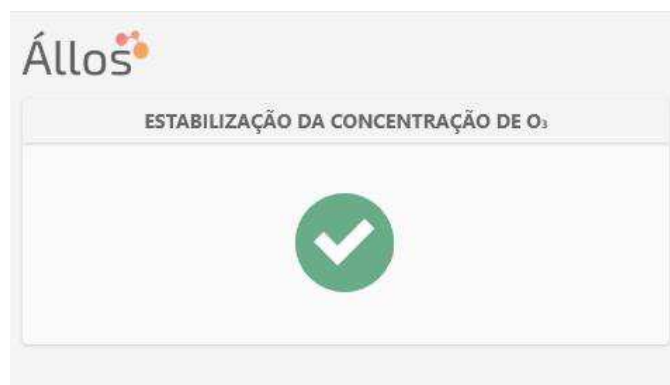 Állos
ESTABILIZAÇÃO DA CONCENTRAÇÃO DE O₃